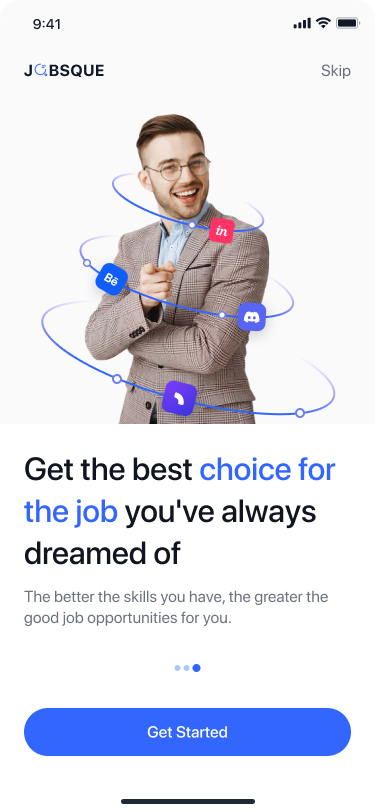 9:41
JOBSQUE
Skip
in
Bē
Get the best choice for
the job you've always
dreamed of
The better the skills you have, the greater the
good job opportunities for you.
Get Started